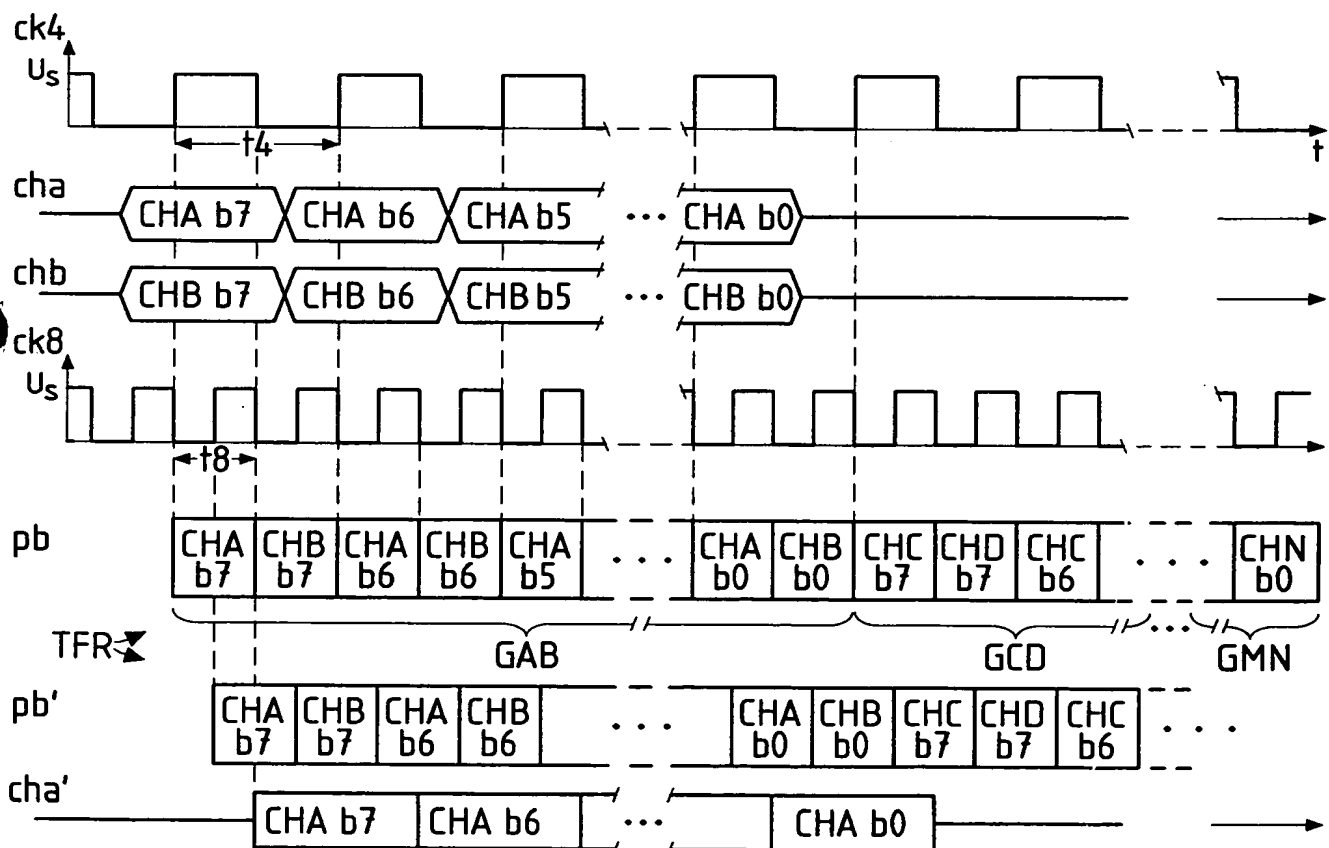 ck4
Us
t4
t
cha
CHA b7 CHA b6 CHA b5 ... CHA b0
chb
CHB b7 CHB b6 CHB b5 ... CHB b0
ck8
Us
t8
pb
CHA b7 CHB b7 CHA b6 CHB b6 CHA b5 ... CHA b0 CHB b0 CHC b7 CHD b7 CHC b6 ... CHN b0
TFR GAB GCD ... GMN
pb'
CHA b7 CHB b7 CHA b6 CHB b6 ... CHA b0 CHB b0 CHC b7 CHD b7 CHC b6 ...
cha'
CHA b7 CHA b6 ... CHA b0